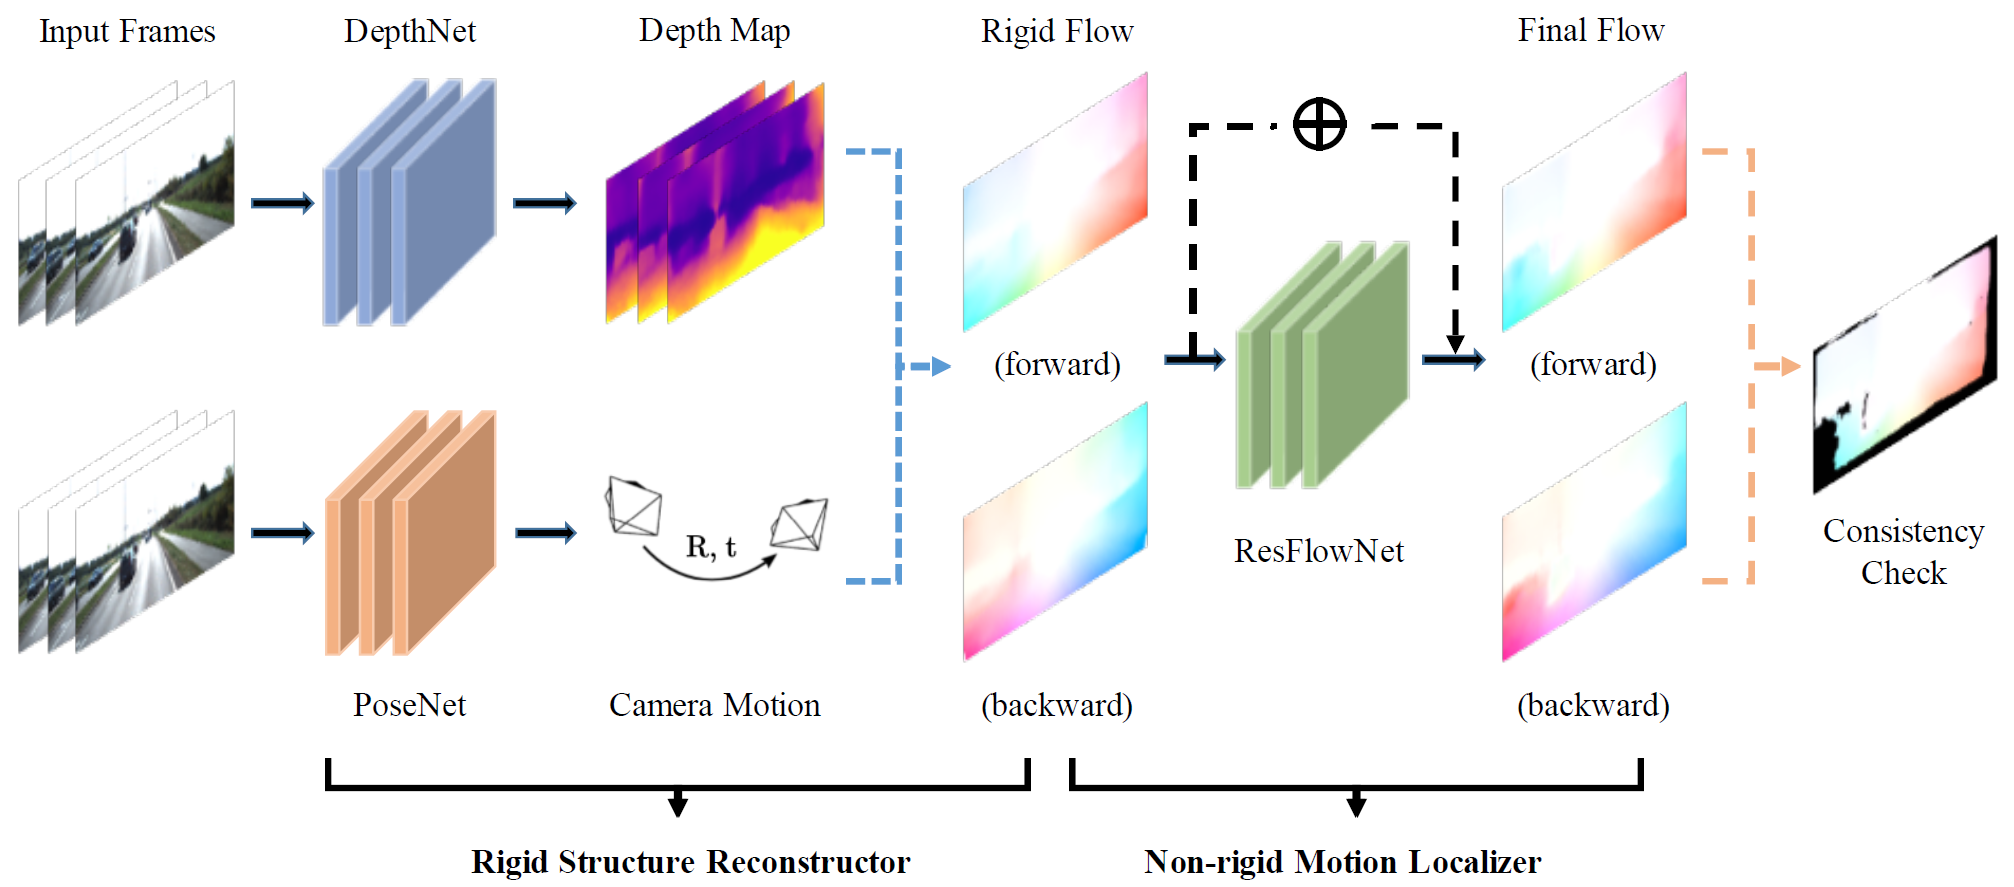 Input Frames
DepthNet
Depth Map
Rigid Flow
Final Flow
(forward)
(forward)
R, t
ResFlowNet
Consistency
Check
PoseNet
Camera Motion
(backward)
(backward)
Rigid Structure Reconstructor
Non-rigid Motion Localizer